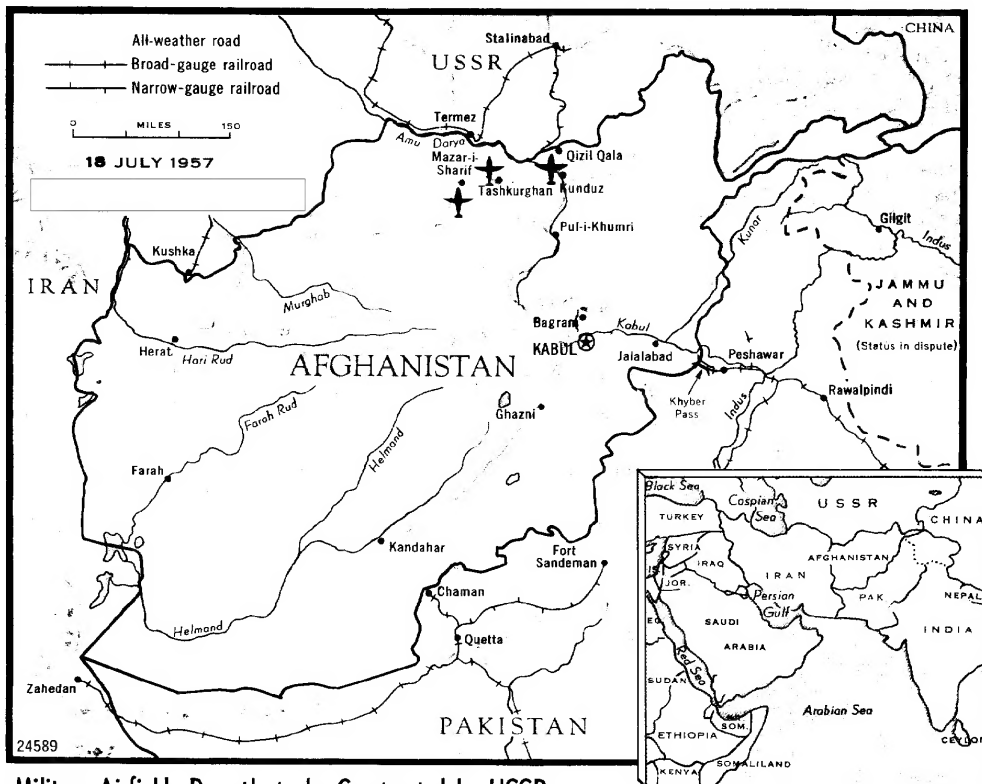 All-weather road
Broad-gauge railroad
Narrow-gauge railroad
0 MILES 150
18 JULY 1957
CHINA
Stalinabad
USSR
Termez
Amu Darya
Mazar-i-
Sharif
Qizil Qala
Tashkurghan
Kunduz
Pul-i-Khumri
Kunar
Gilgit
Indus
Kushka
IRAN
Murghab
JAMMU
AND
KASHMIR
(Status in dispute)
Bagram
Kabul
KABUL
Herat
Hari Rud
AFGHANISTAN
Jalalabad
Peshawar
Khyber
Pass
Indus
Rawalpindi
Ghazni
Farah Rud
Helmand
Farah
Kandahar
Fort
Sandeman
Chaman
Helmand
Quetta
Zahedan
PAKISTAN
24589
Black Sea
Caspian
Sea
USSR
TURKEY
CHINA
SYRIA
IRAQ
IRAN
AFGHANISTAN
IS.
JOR.
Persian
Gulf
PAK
NEPAL
SAUDI
ARABIA
INDIA
Red Sea
SUDAN
Arabian Sea
SOM.
ETHIOPIA
SOMALILAND
KENYA
CEYLON